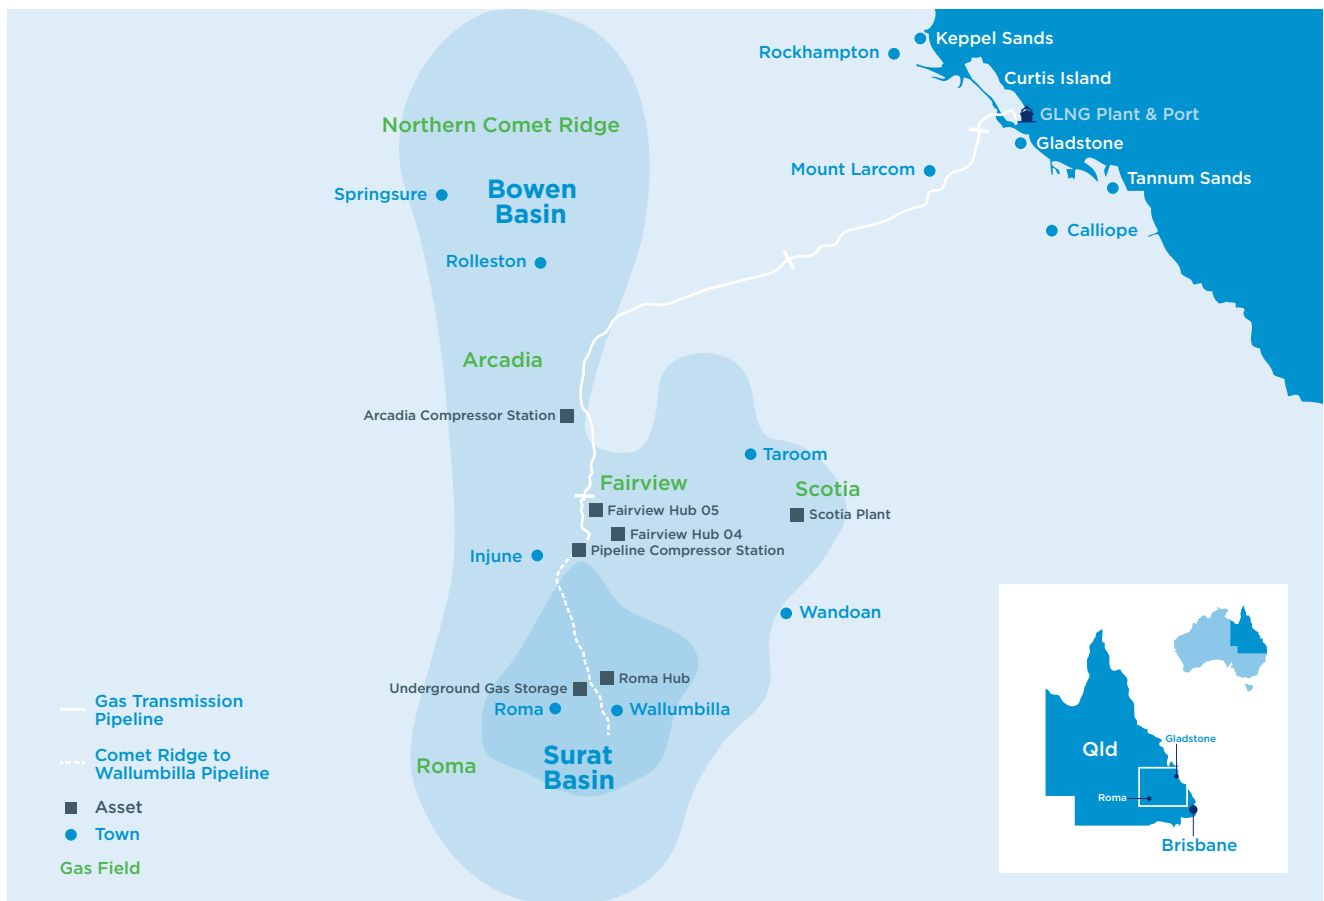 Keppel Sands
Rockhampton
Curtis Island
GLNG Plant & Port
Northern Comet Ridge
Gladstone
Mount Larcom
Tannum Sands
Springsure
Bowen
Basin
Calliope
Rolleston
Arcadia
Arcadia Compressor Station
Taroom
Fairview
Scotia
Fairview Hub 05
Scotia Plant
Fairview Hub 04
Pipeline Compressor Station
Injune
Wandoan
Roma Hub
Underground Gas Storage
Roma
Wallumbilla
Surat
Basin
Roma
Gas Transmission
Pipeline
Comet Ridge to
Wallumbilla Pipeline
Asset
Town
Gas Field
Gladstone
Qld
Roma
Brisbane